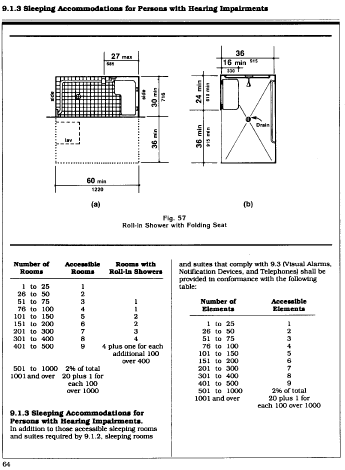 9.1.3 Sleeping Accommodations for Persons with Hearing Impairments
27 max
685
side
side
lav
30 min
36 min
60 min
1220
(a)
36
16 min 915
330
24 min
610 min
36 min
915 min
Drain
(b)
Fig. 57
Roll-in Shower with Folding Seat
Number of Rooms Accessible Rooms Rooms with Roll-in Showers
1 to 25 1
26 to 50 2
51 to 75 3 1
76 to 100 4 1
101 to 150 5 2
151 to 200 6 2
201 to 300 7 3
301 to 400 8 4
401 to 500 9 4 plus one for each
additional 100
over 400
501 to 1000 2% of total
1001 and over 20 plus 1 for
each 100
over 1000
9.1.3 Sleeping Accommodations for
Persons with Hearing Impairments.
In addition to those accessible sleeping rooms
and suites required by 9.1.2, sleeping rooms
and suites that comply with 9.3 (Visual Alarms,
Notification Devices, and Telephones) shall be
provided in conformance with the following
table:
Number of Elements Accessible Elements
1 to 25 1
26 to 50 2
51 to 75 3
76 to 100 4
101 to 150 5
151 to 200 6
201 to 300 7
301 to 400 8
401 to 500 9
501 to 1000 2% of total
1001 and over 20 plus 1 for
each 100 over 1000
64